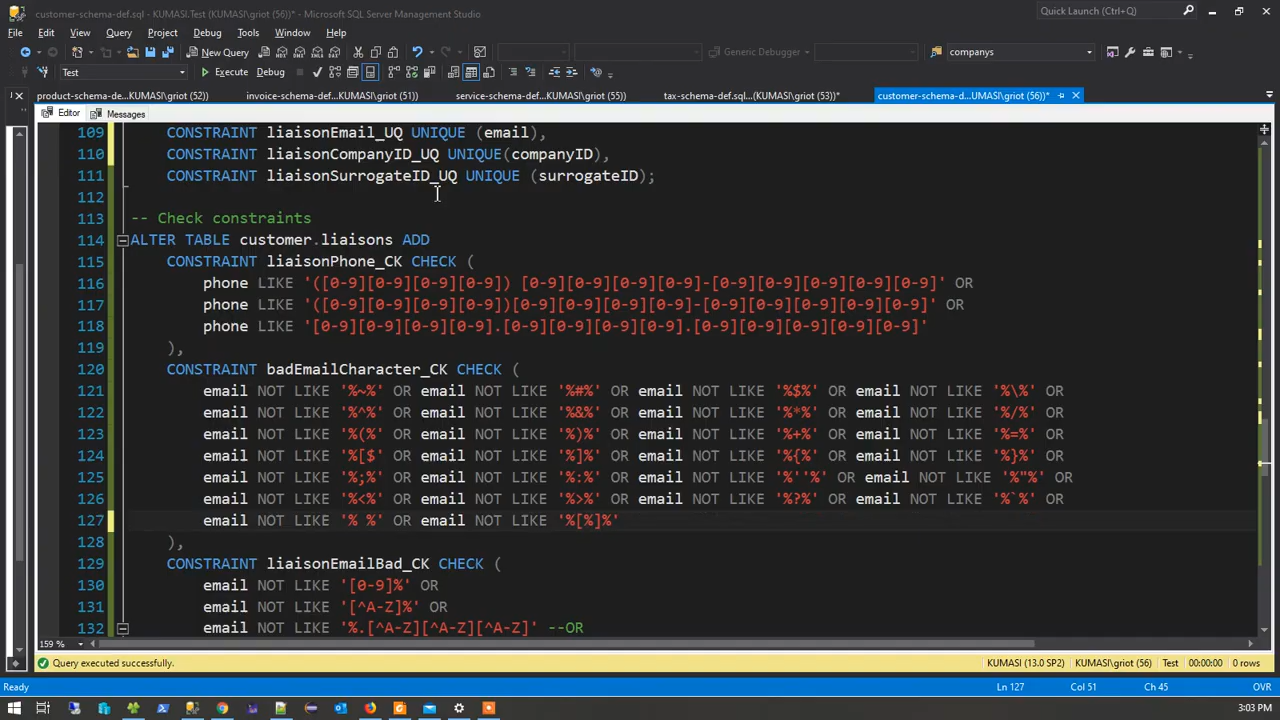 customer-schema-def.sql - KUMASI.Test (KUMASI\griot (56))* - Microsoft SQL Server Management Studio
Quick Launch (Ctrl+Q)
File Edit View Query Project Debug Tools Window Help
New Query
Generic Debugger
companys
Test
Execute Debug
product-schema-de...KUMASI\griot (52))
invoice-schema-def...KUMASI\griot (51))
service-schema-def...KUMASI\griot (55))
tax-schema-def.sql...(KUMASI\griot (53))*
customer-schema-d...UMASI\griot (56))*
Editor Messages
109 CONSTRAINT liaisonEmail_UQ UNIQUE (email),
110 CONSTRAINT liaisonCompanyID_UQ UNIQUE(companyID),
111 CONSTRAINT liaisonSurrogateID_UQ UNIQUE (surrogateID);
112
113 -- Check constraints
114 ALTER TABLE customer.liaisons ADD
115 CONSTRAINT liaisonPhone_CK CHECK (
116 phone LIKE '([0-9][0-9][0-9]) [0-9][0-9][0-9]-[0-9][0-9][0-9][0-9]' OR
117 phone LIKE '([0-9][0-9][0-9])[0-9][0-9][0-9]-[0-9][0-9][0-9][0-9]' OR
118 phone LIKE '[0-9][0-9][0-9].[0-9][0-9][0-9].[0-9][0-9][0-9][0-9]'
119 ),
120 CONSTRAINT badEmailCharacter_CK CHECK (
121 email NOT LIKE '%~%' OR email NOT LIKE '%#%' OR email NOT LIKE '%$%' OR email NOT LIKE '%\%' OR
122 email NOT LIKE '%^%' OR email NOT LIKE '%&%' OR email NOT LIKE '%*%' OR email NOT LIKE '%/%' OR
123 email NOT LIKE '%(%' OR email NOT LIKE '%)%' OR email NOT LIKE '%+%' OR email NOT LIKE '%=%' OR
124 email NOT LIKE '%[$' OR email NOT LIKE '%]%' OR email NOT LIKE '%{%' OR email NOT LIKE '%}%' OR
125 email NOT LIKE '%;%' OR email NOT LIKE '%:%' OR email NOT LIKE '%''%' OR email NOT LIKE '%"%' OR
126 email NOT LIKE '%<%' OR email NOT LIKE '%>%' OR email NOT LIKE '%?%' OR email NOT LIKE '%`%' OR
127 email NOT LIKE '% %' OR email NOT LIKE '%[%]%'
128 ),
129 CONSTRAINT liaisonEmailBad_CK CHECK (
130 email NOT LIKE '[0-9]%' OR
131 email NOT LIKE '[^A-Z]%' OR
132 email NOT LIKE '%.[^A-Z][^A-Z][^A-Z]' --OR
159 %
Query executed successfully. KUMASI (13.0 SP2) KUMASI\griot (56) Test 00:00:00 0 rows
Ready Ln 127 Col 51 Ch 45 OVR
3:03 PM